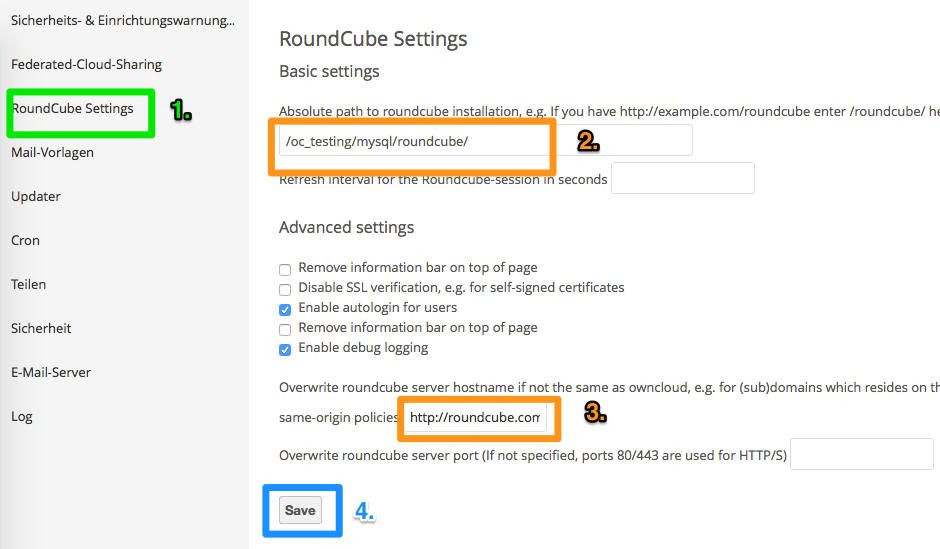 Sicherheits- & Einrichtungswarnung...
Federated-Cloud-Sharing
RoundCube Settings
1.
Mail-Vorlagen
Updater
Cron
Teilen
Sicherheit
E-Mail-Server
Log
RoundCube Settings
Basic settings
Absolute path to roundcube installation, e.g. If you have http://example.com/roundcube enter /roundcube/ he
/oc_testing/mysql/roundcube/
2.
Refresh interval for the Roundcube-session in seconds
Advanced settings
Remove information bar on top of page
Disable SSL verification, e.g. for self-signed certificates
Enable autologin for users
Remove information bar on top of page
Enable debug logging
Overwrite roundcube server hostname if not the same as owncloud, e.g. for (sub)domains which resides on th
same-origin policies http://roundcube.com
3.
Overwrite roundcube server port (If not specified, ports 80/443 are used for HTTP/S)
Save
4.